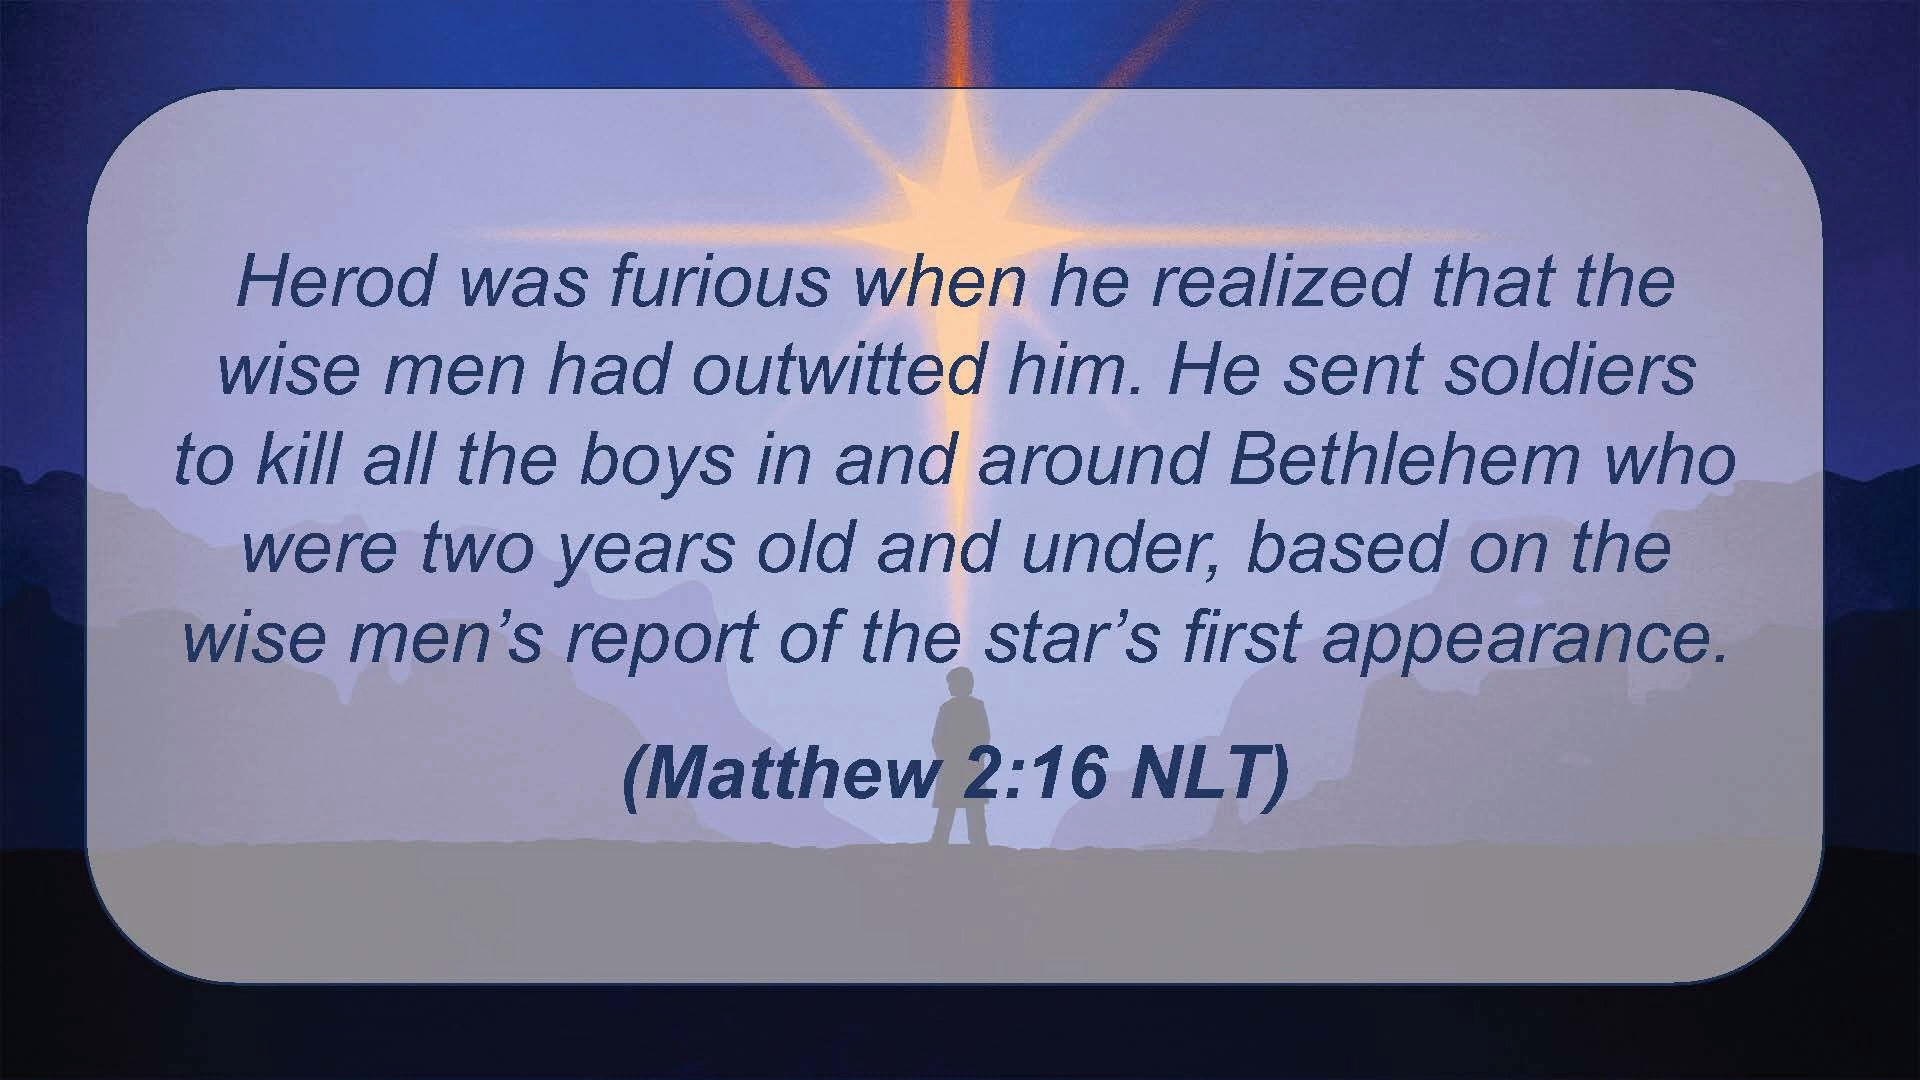 Herod was furious when he realized that the
wise men had outwitted him. He sent soldiers
to kill all the boys in and around Bethlehem who
were two years old and under, based on the
wise men’s report of the star’s first appearance.
(Matthew 2:16 NLT)